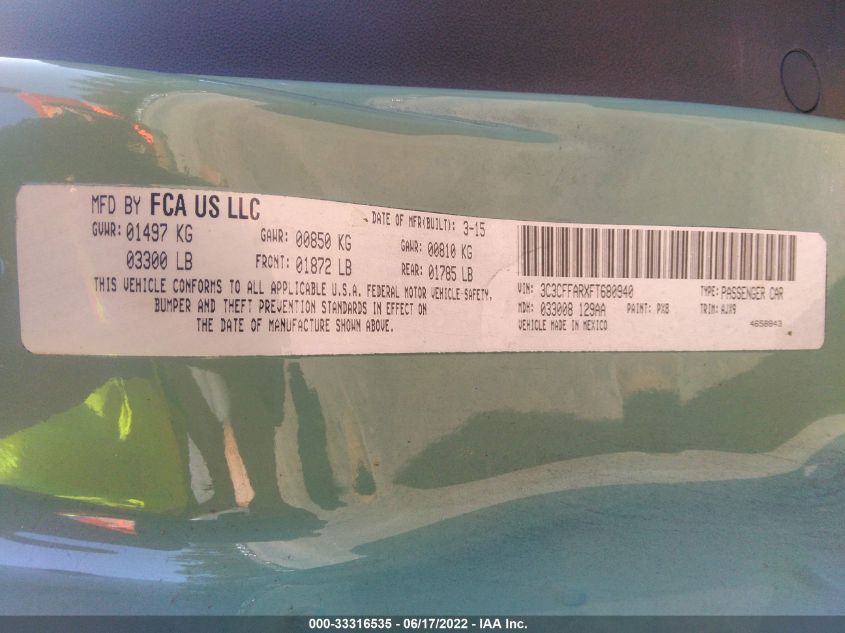 MFD BY FCA US LLC
DATE OF MFR(BUILT): 3-15
GVWR: 01497 KG
GAWR: 00850 KG
GAWR: 00810 KG
03300 LB
FRONT: 01872 LB
REAR: 01785 LB
THIS VEHICLE CONFORMS TO ALL APPLICABLE U.S.A. FEDERAL MOTOR VEHICLE SAFETY,
BUMPER AND THEFT PREVENTION STANDARDS IN EFFECT ON
THE DATE OF MANUFACTURE SHOWN ABOVE.
VIN: 3C3CFFARXFT680940
TYPE: PASSENGER CAR
MDH: 033008 129AA
PAINT: PXB
TRIM: AJX9
VEHICLE MADE IN MEXICO
4658843
000-33316535 - 06/17/2022 - IAA Inc.